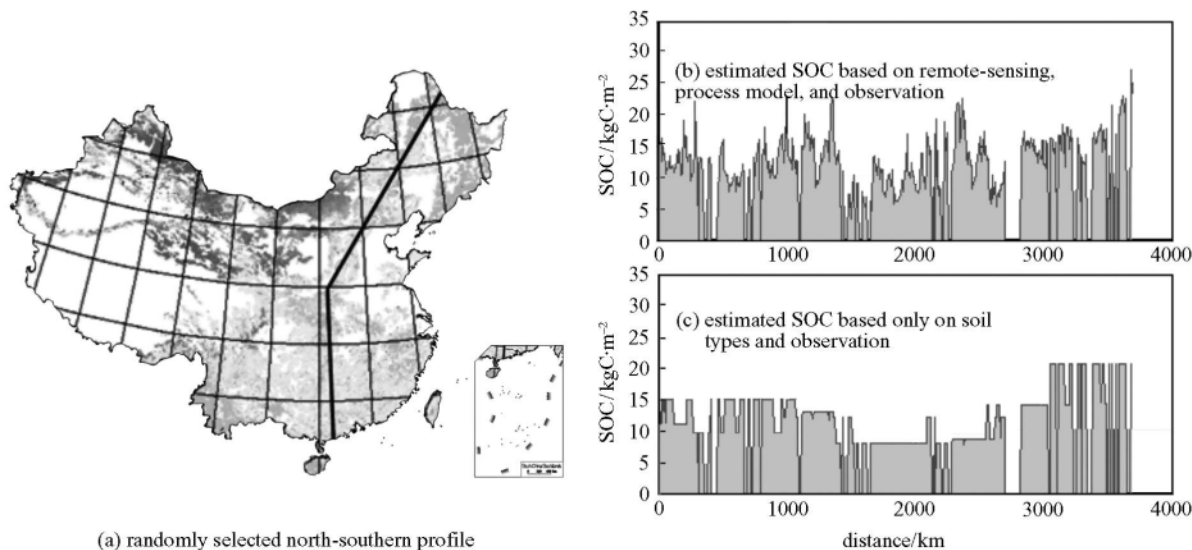 (a) randomly selected north-southern profile
35
30
25
20
15
10
5
0
SOC/kgC·m⁻²
(b) estimated SOC based on remote-sensing,
process model, and observation
0 1000 2000 3000 4000
35
30
25
20
15
10
5
0
SOC/kgC·m⁻²
(c) estimated SOC based only on soil
types and observation
0 1000 2000 3000 4000
distance/km